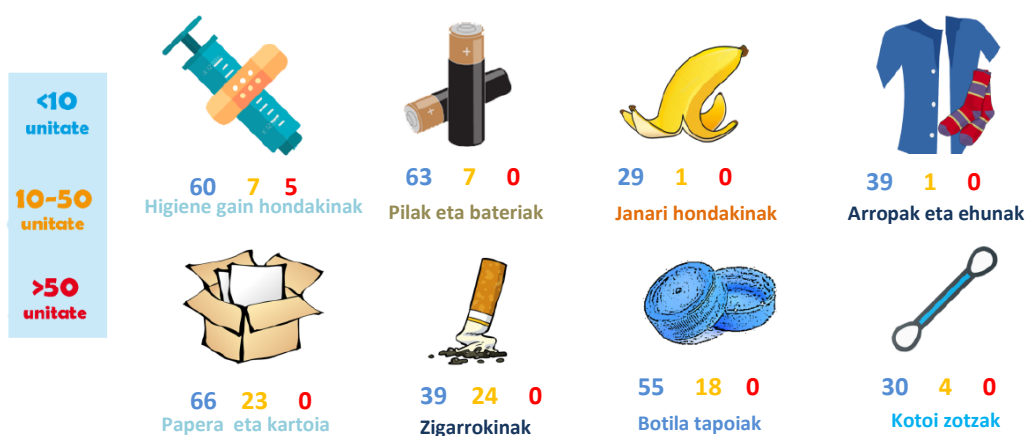 <10
unitate
10-50
unitate
>50
unitate
60 7 5
Higiene gain hondakinak
63 7 0
Pilak eta bateriak
29 1 0
Janari hondakinak
39 1 0
Arropak eta ehunak
66 23 0
Papera eta kartoia
39 24 0
Zigarrokinak
55 18 0
Botila tapoiak
30 4 0
Kotoi zotzak